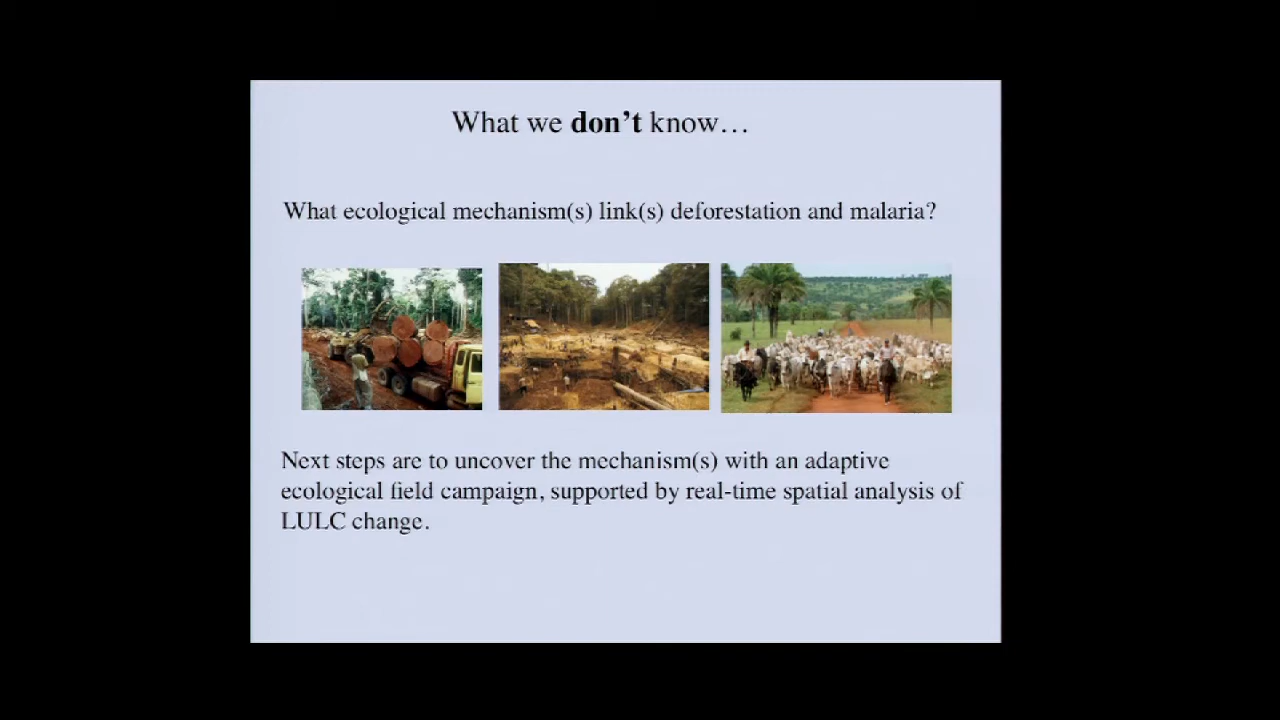 What we don't know…
What ecological mechanism(s) link(s) deforestation and malaria?
Next steps are to uncover the mechanism(s) with an adaptive
ecological field campaign, supported by real-time spatial analysis of
LULC change.